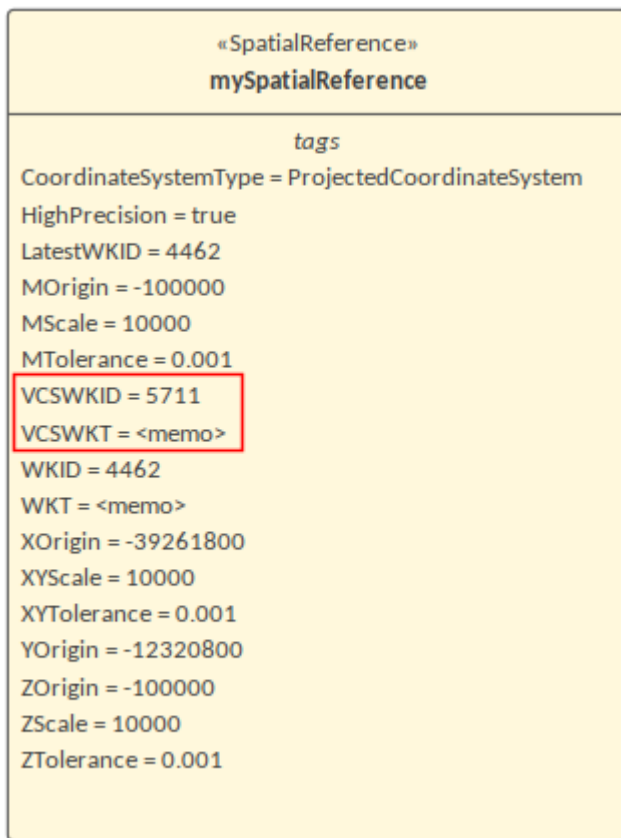 «SpatialReference»
mySpatialReference
tags
CoordinateSystemType = ProjectedCoordinateSystem
HighPrecision = true
LatestWKID = 4462
MOrigin = -100000
MScale = 10000
MTolerance = 0.001
VCSWKID = 5711
VCSWKT = <memo>
WKID = 4462
WKT = <memo>
XOrigin = -39261800
XYScale = 10000
XYTolerance = 0.001
YOrigin = -12320800
ZOrigin = -100000
ZScale = 10000
ZTolerance = 0.001